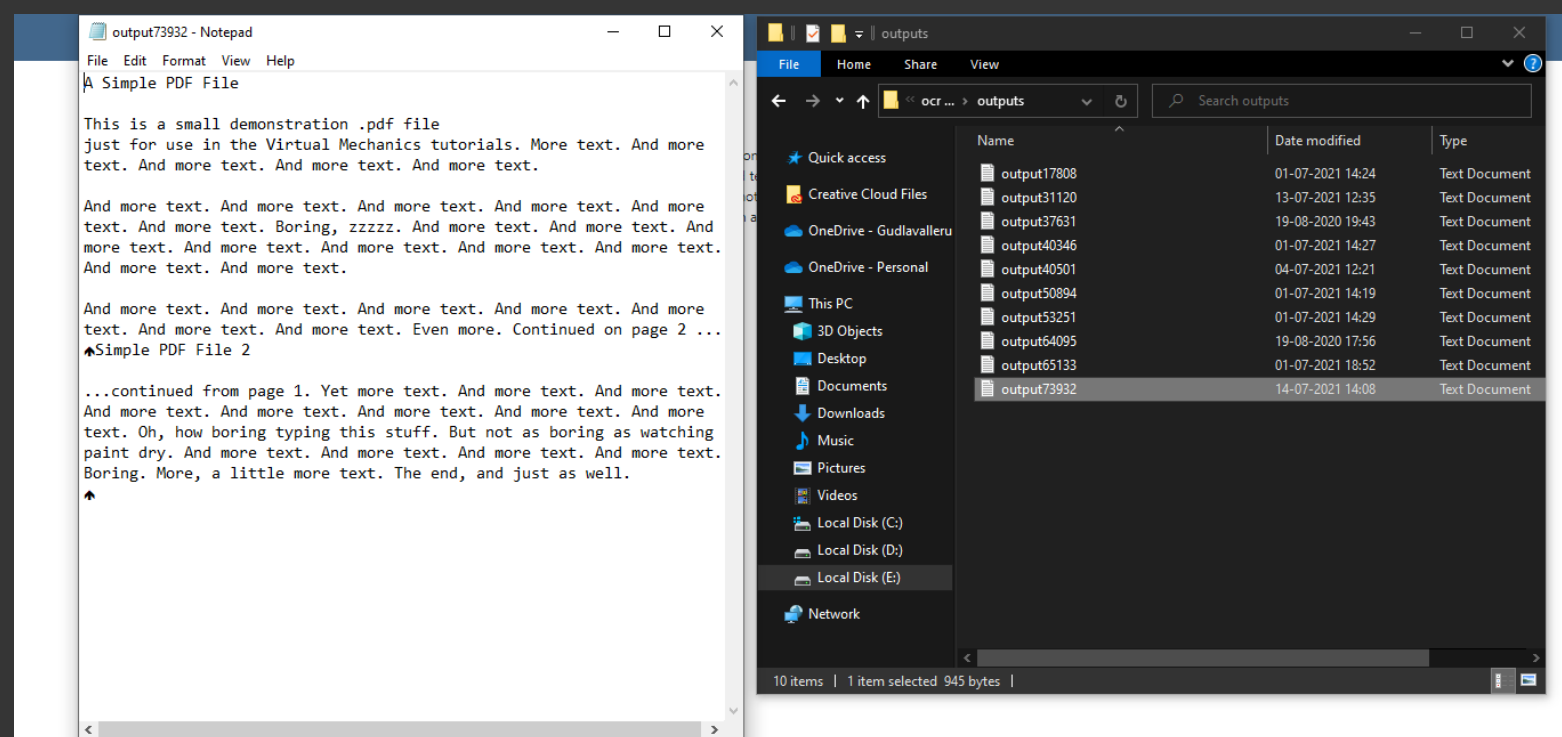 output73932 - Notepad
File Edit Format View Help
A Simple PDF File
This is a small demonstration .pdf file
just for use in the Virtual Mechanics tutorials. More text. And more
text. And more text. And more text. And more text.
And more text. And more text. And more text. And more text. And more
text. And more text. Boring, zzzzz. And more text. And more text. And
more text. And more text. And more text. And more text. And more text.
And more text. And more text.
And more text. And more text. And more text. And more text. And more
text. And more text. And more text. Even more. Continued on page 2 ...
Simple PDF File 2
...continued from page 1. Yet more text. And more text. And more text.
And more text. And more text. And more text. And more text. And more
text. Oh, how boring typing this stuff. But not as boring as watching
paint dry. And more text. And more text. And more text. And more text.
Boring. More, a little more text. The end, and just as well.
outputs
File Home Share View
« ocr ... › outputs
Search outputs
Quick access
Creative Cloud Files
OneDrive - Gudlavalleru
OneDrive - Personal
This PC
3D Objects
Desktop
Documents
Downloads
Music
Pictures
Videos
Local Disk (C:)
Local Disk (D:)
Local Disk (E:)
Network
Name Date modified Type
output17808 01-07-2021 14:24 Text Document
output31120 13-07-2021 12:35 Text Document
output37631 19-08-2020 19:43 Text Document
output40346 01-07-2021 14:27 Text Document
output40501 04-07-2021 12:21 Text Document
output50894 01-07-2021 14:19 Text Document
output53251 01-07-2021 14:29 Text Document
output64095 19-08-2020 17:56 Text Document
output65133 01-07-2021 18:52 Text Document
output73932 14-07-2021 14:08 Text Document
10 items | 1 item selected 945 bytes |